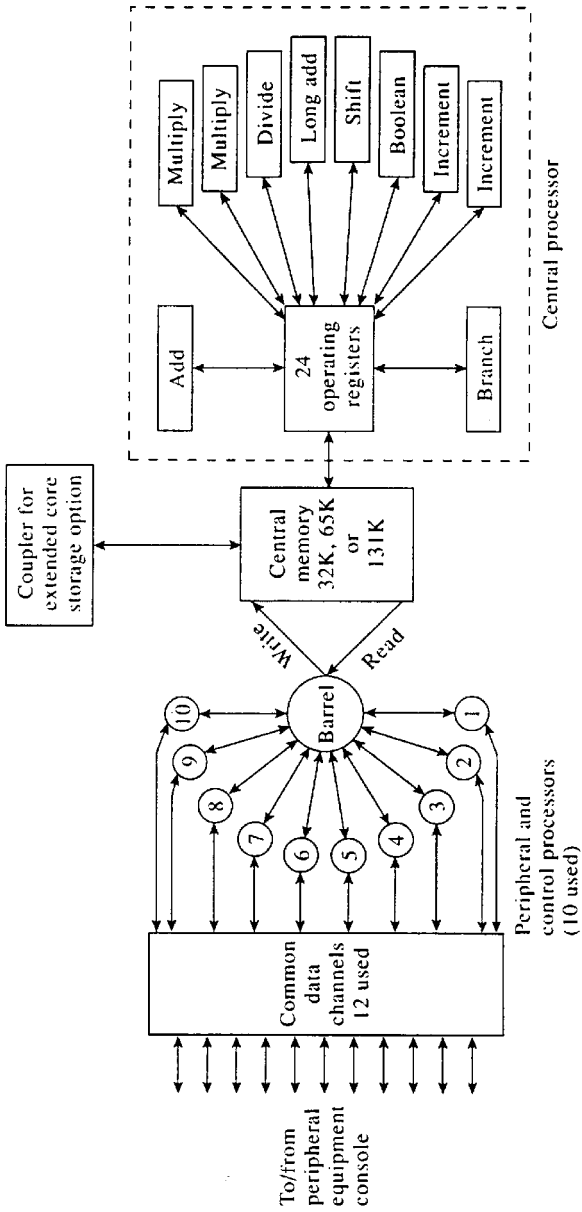 To/from
peripheral
equipment
console
Common
data
channels
12 used
10
9
8
7
6
5
4
3
2
1
Peripheral and
control processors
(10 used)
Barrel
Write
Read
Coupler for
extended core
storage option
Central
memory
32K, 65K
or
131K
Add
24
operating
registers
Branch
Multiply
Multiply
Divide
Long add
Shift
Boolean
Increment
Increment
Central processor